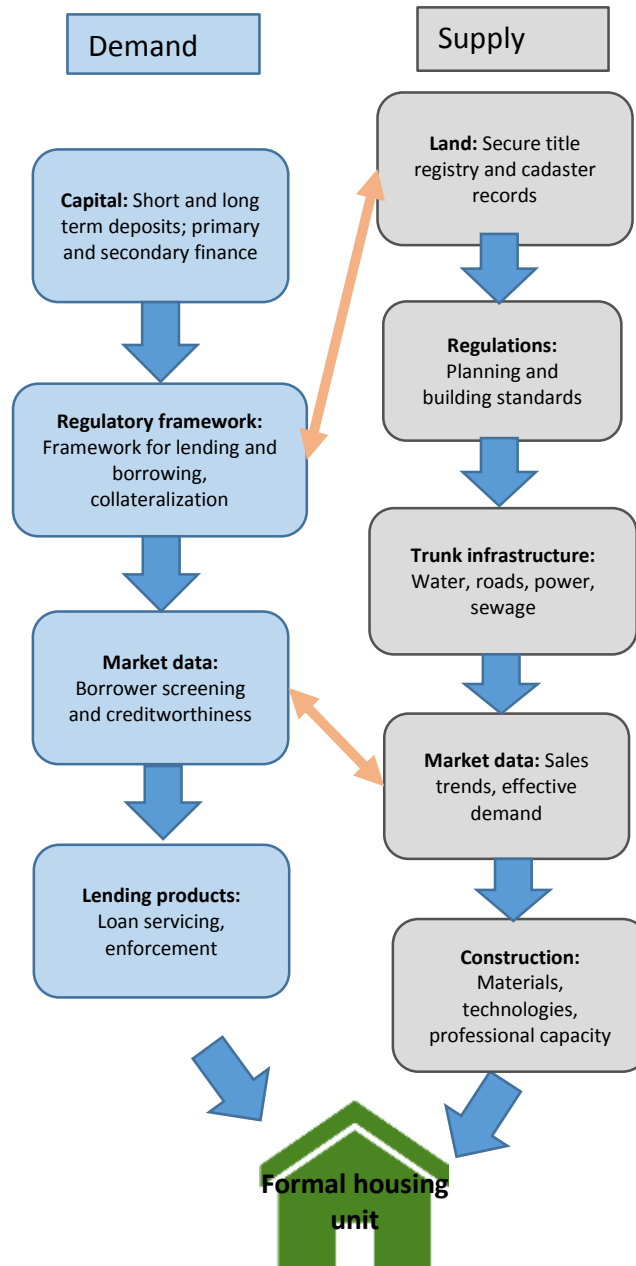 Demand
Capital: Short and long
term deposits; primary
and secondary finance
Regulatory framework:
Framework for lending and
borrowing,
collateralization
Market data:
Borrower screening
and creditworthiness
Lending products:
Loan servicing,
enforcement
Supply
Land: Secure title
registry and cadaster
records
Regulations:
Planning and
building standards
Trunk infrastructure:
Water, roads, power,
sewage
Market data: Sales
trends, effective
demand
Construction:
Materials,
technologies,
professional capacity
Formal housing
unit